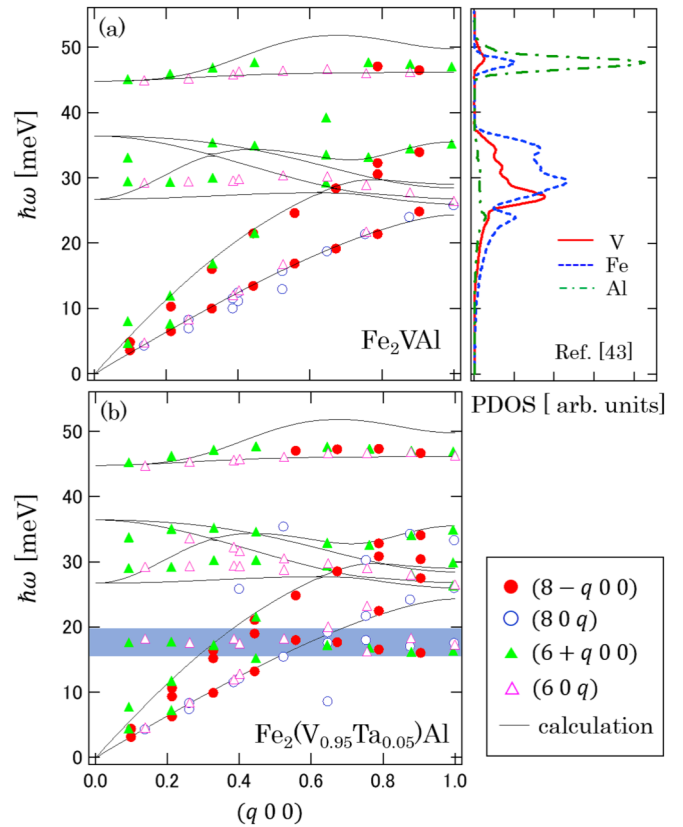 (a)
50
40
30
20
10
0
ħω [meV]
Fe₂VAl
V
Fe
Al
Ref. [43]
PDOS [ arb. units]
(b)
50
40
30
20
10
0
ħω [meV]
Fe₂(V₀.₉₅Ta₀.₀₅)Al
0.0 0.2 0.4 0.6 0.8 1.0
(q 0 0)
(8 − q 0 0)
(8 0 q)
(6 + q 0 0)
(6 0 q)
calculation